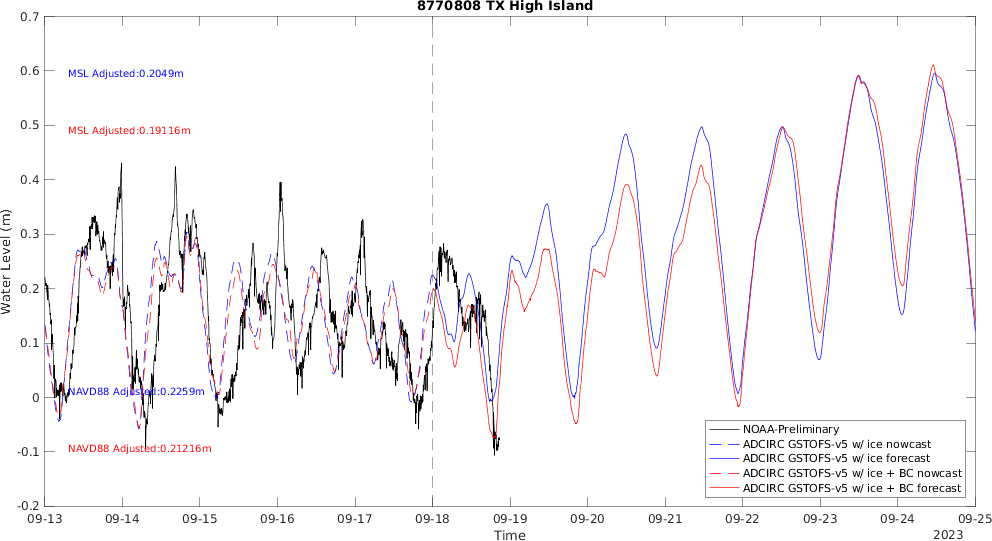 8770808 TX High Island
0.7
0.6
0.5
0.4
0.3
0.2
0.1
0
-0.1
-0.2
Water Level (m)
MSL Adjusted:0.2049m
MSL Adjusted:0.19116m
NAVD88 Adjusted:0.2259m
NAVD88 Adjusted:0.21216m
NOAA-Preliminary
ADCIRC GSTOFS-v5 w/ ice nowcast
ADCIRC GSTOFS-v5 w/ ice forecast
ADCIRC GSTOFS-v5 w/ ice + BC nowcast
ADCIRC GSTOFS-v5 w/ ice + BC forecast
09-13 09-14 09-15 09-16 09-17 09-18 09-19 09-20 09-21 09-22 09-23 09-24 09-25
Time
2023